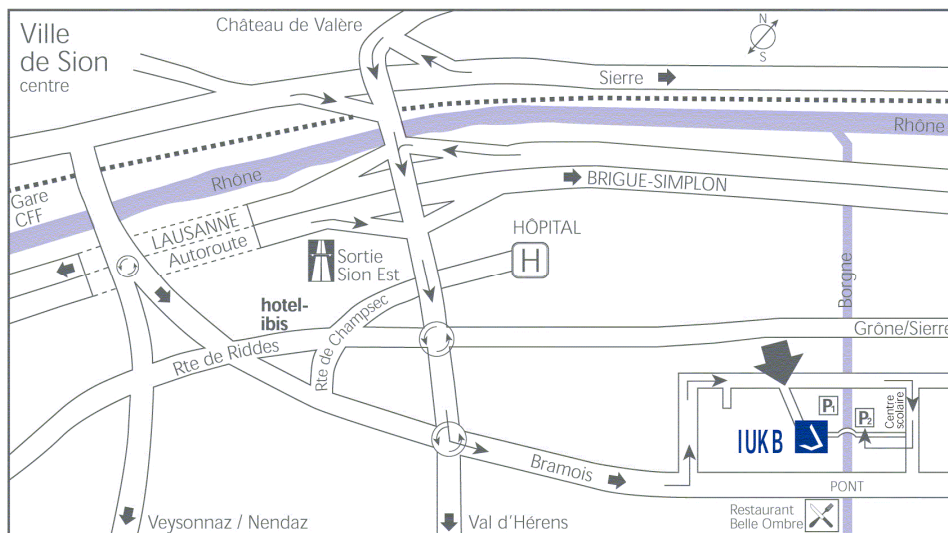 Ville
de Sion
centre
Château de Valère
N
S
Sierre
Rhône
Gare
CFF
Rhône
LAUSANNE
Autoroute
BRIGUE-SIMPLON
HÔPITAL
H
Sortie
Sion Est
hotel-
ibis
Rte de Champsec
Rte de Riddes
Borgne
Grône/Sierre
P1
P2
Centre
scolaire
IUKB
Bramois
PONT
Restaurant
Belle Ombre
Veysonnaz / Nendaz
Val d'Hérens